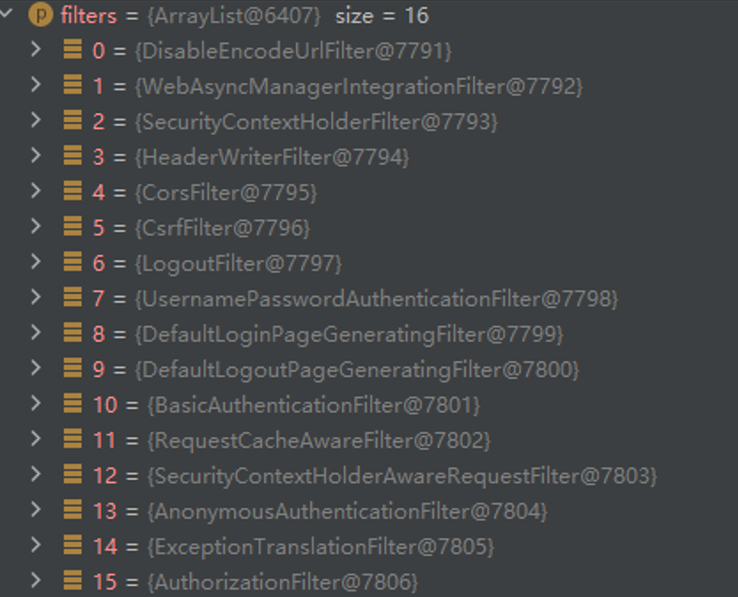 p filters = {ArrayList@6407} size = 16
0 = {DisableEncodeUrlFilter@7791}
1 = {WebAsyncManagerIntegrationFilter@7792}
2 = {SecurityContextHolderFilter@7793}
3 = {HeaderWriterFilter@7794}
4 = {CorsFilter@7795}
5 = {CsrfFilter@7796}
6 = {LogoutFilter@7797}
7 = {UsernamePasswordAuthenticationFilter@7798}
8 = {DefaultLoginPageGeneratingFilter@7799}
9 = {DefaultLogoutPageGeneratingFilter@7800}
10 = {BasicAuthenticationFilter@7801}
11 = {RequestCacheAwareFilter@7802}
12 = {SecurityContextHolderAwareRequestFilter@7803}
13 = {AnonymousAuthenticationFilter@7804}
14 = {ExceptionTranslationFilter@7805}
15 = {AuthorizationFilter@7806}